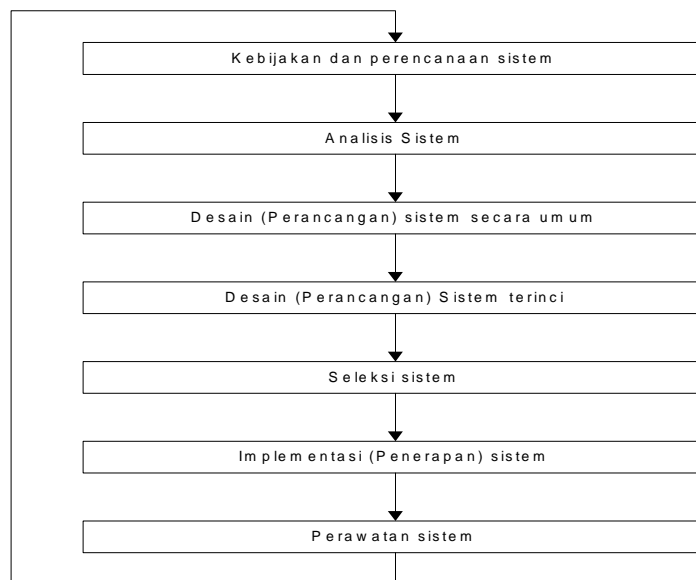 Kebijakan dan perencanaan sistem
Analisis Sistem
Desain (Perancangan) sistem secara umum
Desain (Perancangan) Sistem terinci
Seleksi sistem
Implementasi (Penerapan) sistem
Perawatan sistem